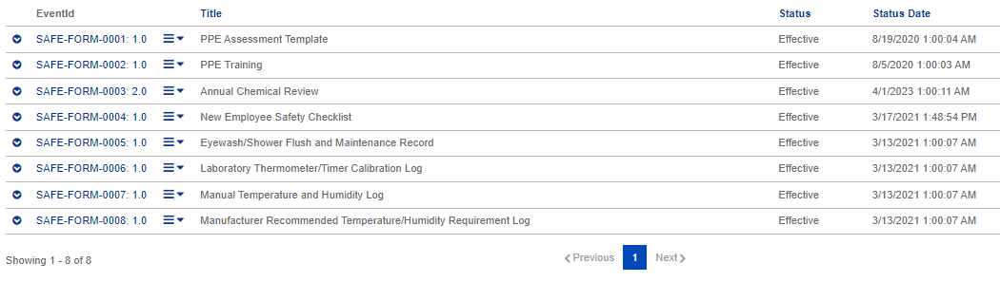 EventId Title Status Status Date
SAFE-FORM-0001: 1.0 PPE Assessment Template Effective 8/19/2020 1:00:04 AM
SAFE-FORM-0002: 1.0 PPE Training Effective 8/5/2020 1:00:03 AM
SAFE-FORM-0003: 2.0 Annual Chemical Review Effective 4/1/2023 1:00:11 AM
SAFE-FORM-0004: 1.0 New Employee Safety Checklist Effective 3/17/2021 1:48:54 PM
SAFE-FORM-0005: 1.0 Eyewash/Shower Flush and Maintenance Record Effective 3/13/2021 1:00:07 AM
SAFE-FORM-0006: 1.0 Laboratory Thermometer/Timer Calibration Log Effective 3/13/2021 1:00:07 AM
SAFE-FORM-0007: 1.0 Manual Temperature and Humidity Log Effective 3/13/2021 1:00:07 AM
SAFE-FORM-0008: 1.0 Manufacturer Recommended Temperature/Humidity Requirement Log Effective 3/13/2021 1:00:07 AM
Showing 1 - 8 of 8 Previous 1 Next